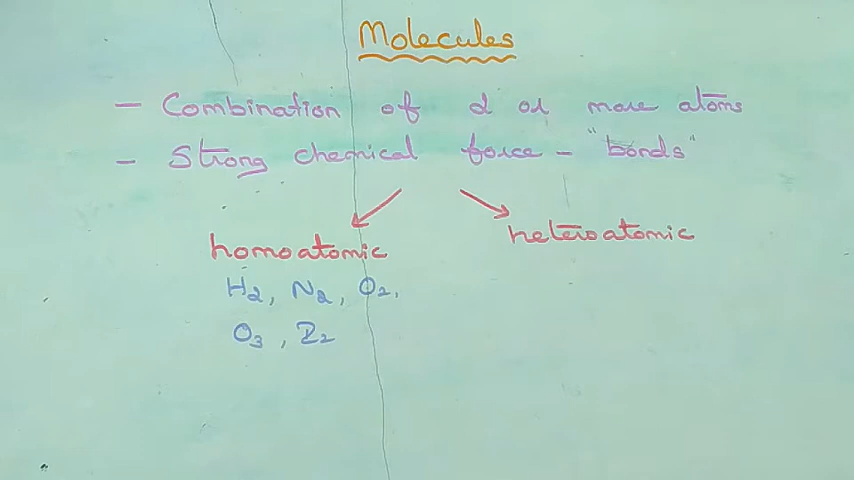 Molecules
- Combination of 2 or more atoms
- Strong chemical force - "bonds"
homoatomic
heteroatomic
H2, N2, O2,
O3, I2